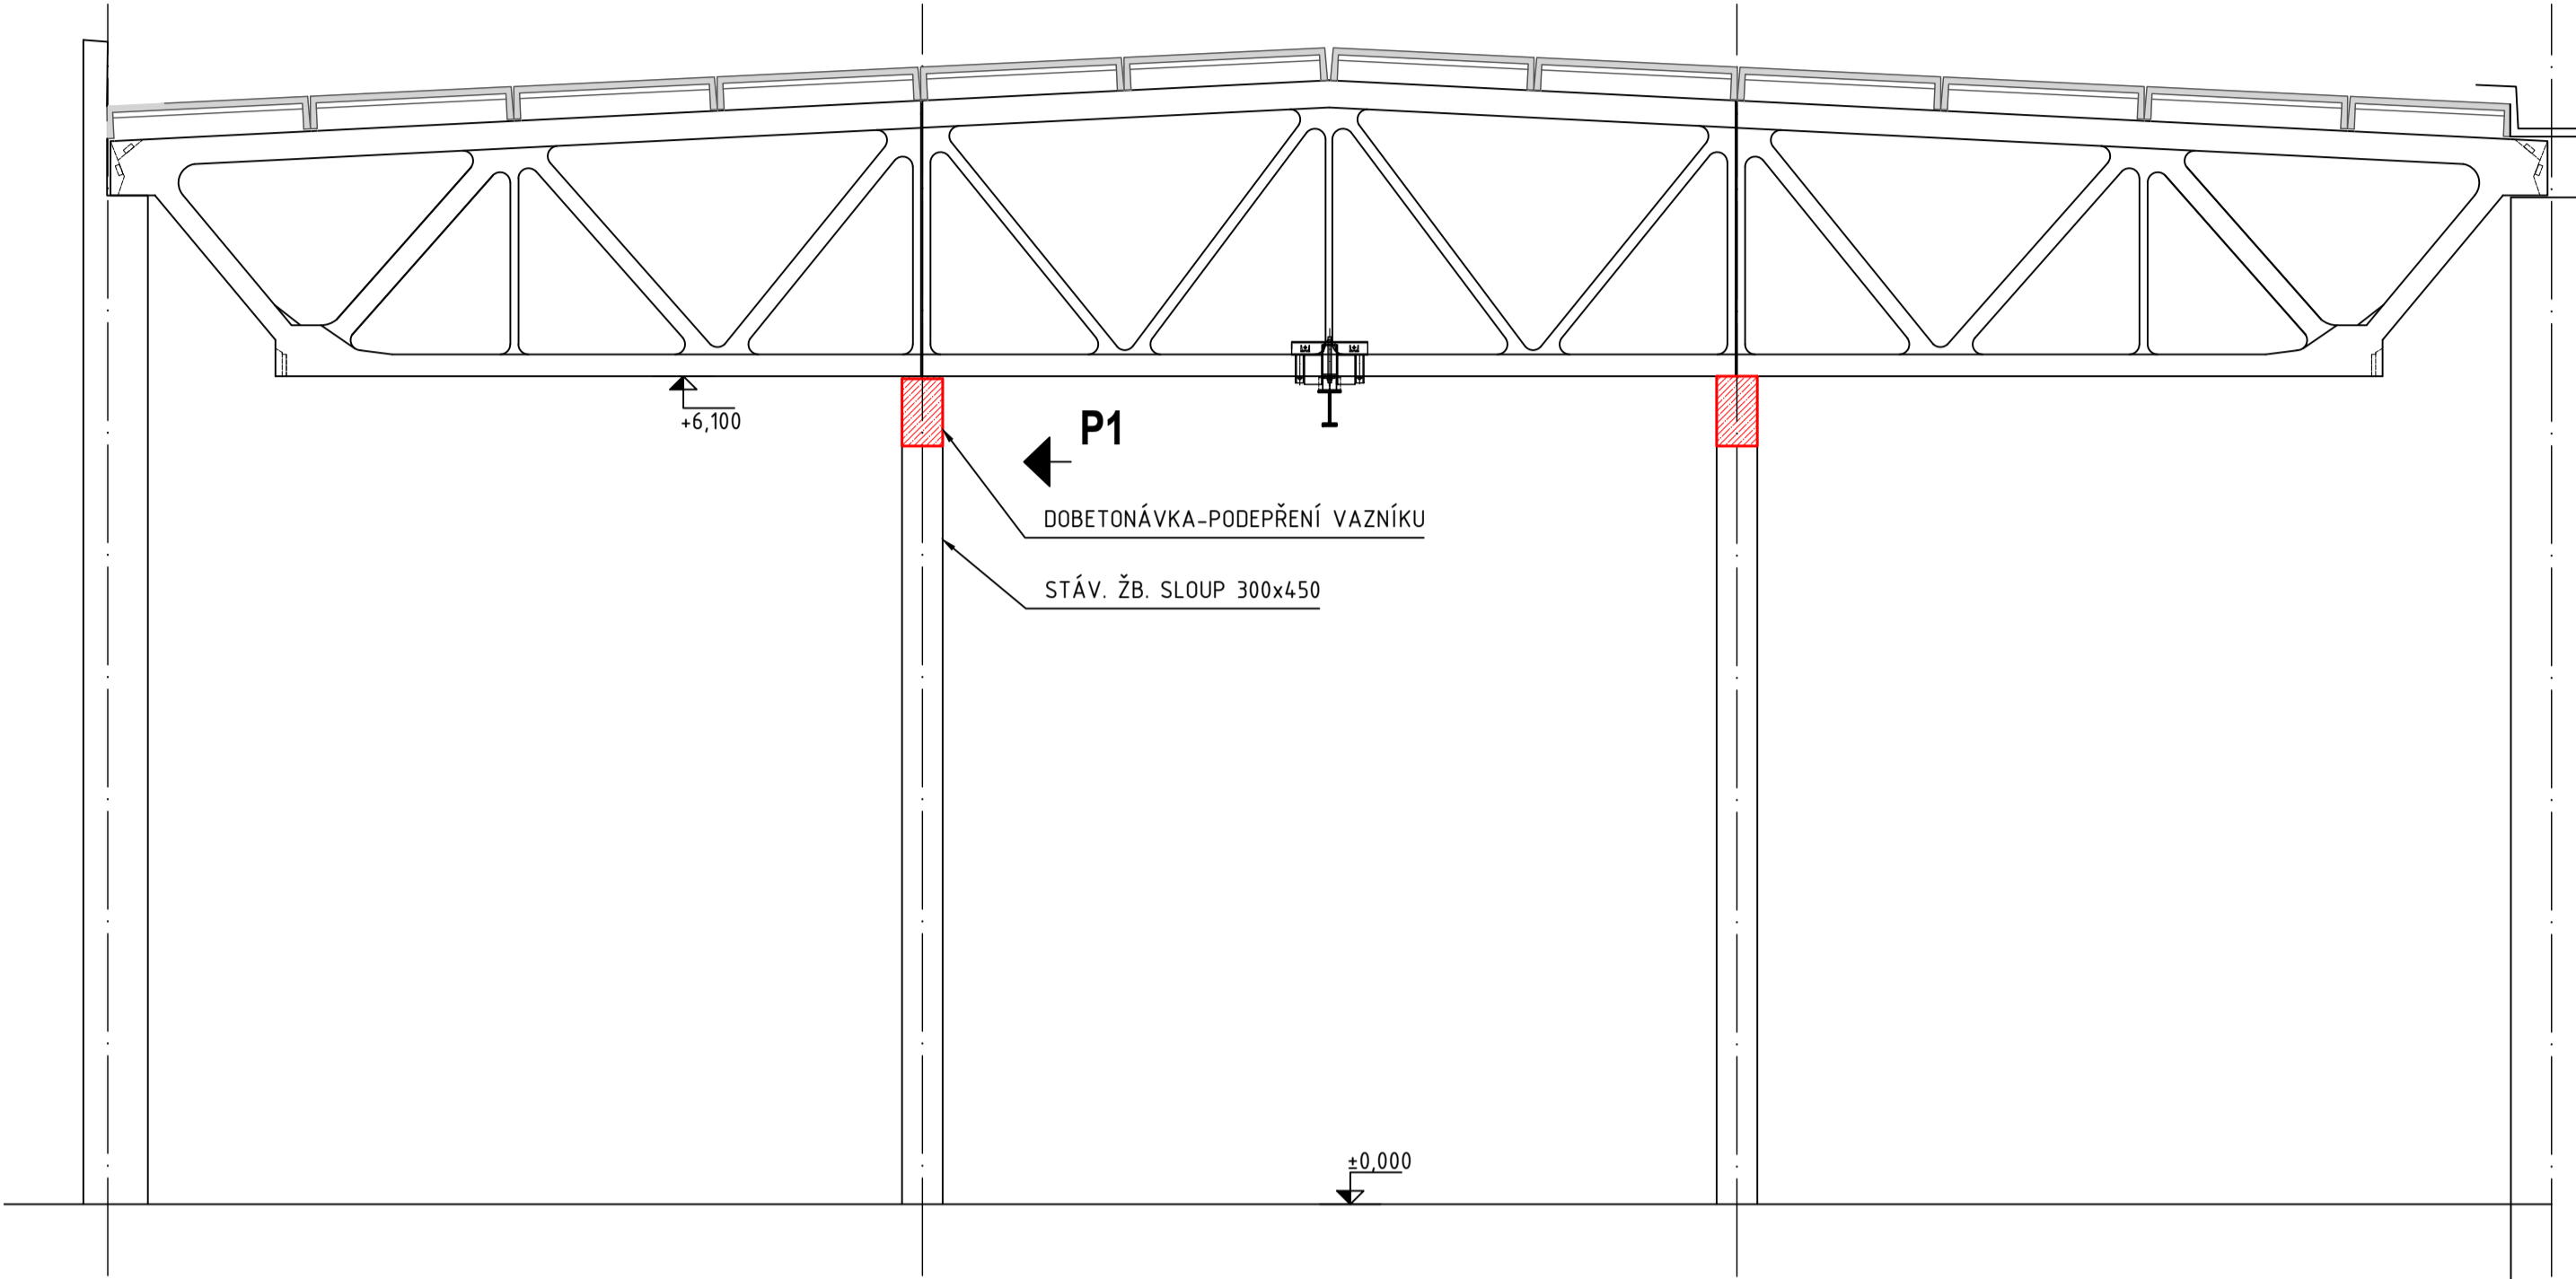 +6,100
P1
DOBETONÁVKA-PODEPŘENÍ VAZNÍKU
STÁV. ŽB. SLOUP 300x450
±0,000